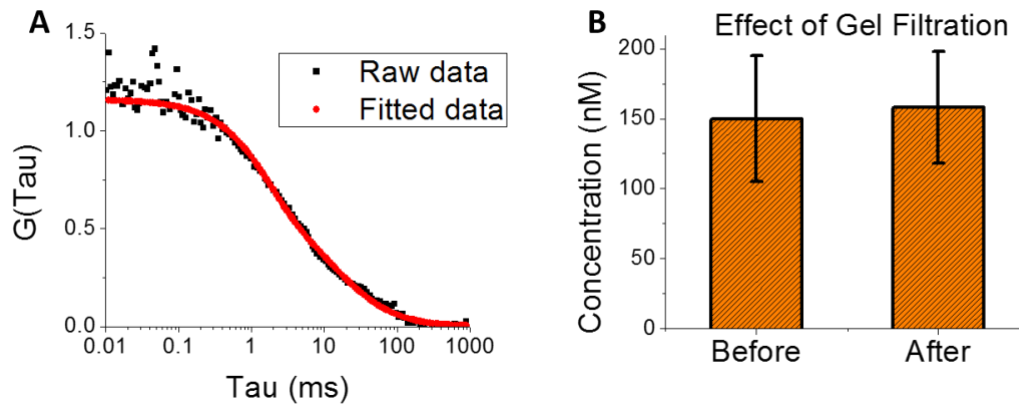 A
1.5
1.0
0.5
0.0
G(Tau)
Raw data
Fitted data
0.01 0.1 1 10 100 1000
Tau (ms)
B
Effect of Gel Filtration
200
150
100
50
0
Concentration (nM)
Before After